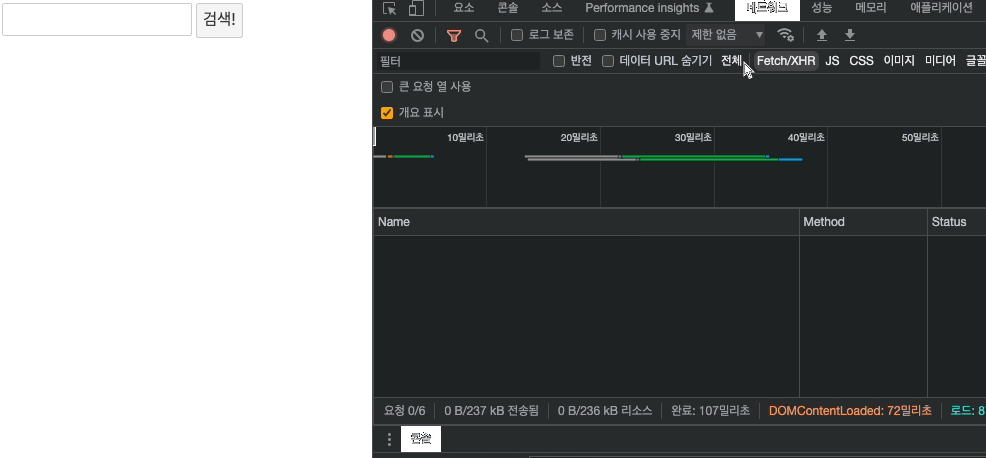 검색!
요소 콘솔 소스 Performance insights 네트워크 성능 메모리 애플리케이션
로그 보존 캐시 사용 중지 제한 없음
필터 반전 데이터 URL 숨기기 전체 Fetch/XHR JS CSS 이미지 미디어 글꼴
큰 요청 열 사용
개요 표시
10밀리초 20밀리초 30밀리초 40밀리초 50밀리초
Name Method Status
요청 0/6 0 B/237 kB 전송됨 0 B/236 kB 리소스 완료: 107밀리초 DOMContentLoaded: 72밀리초 로드: 8
콘솔